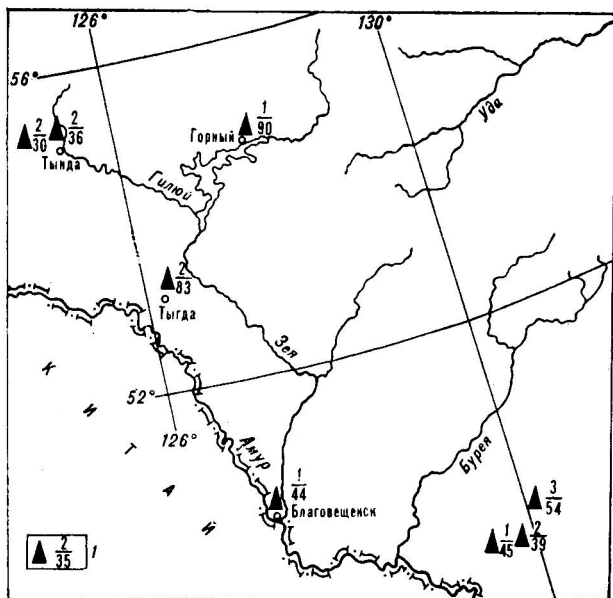 126°
130°
56°
1
90
Горный
Уда
2
30
2
36
Тында
Гилюй
2
83
Тыгда
Зея
52°
126°
КИТАЙ
Амур
Бурея
1
44
Благовещенск
3
54
1
45
2
39
2
35
1